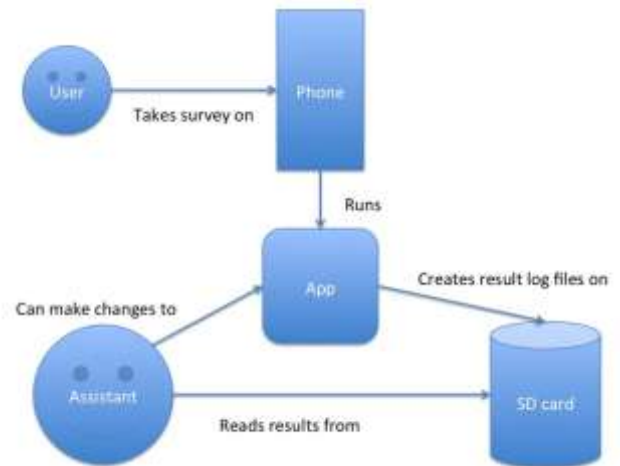 User
Phone
Takes survey on
Runs
App
Creates result log files on
Can make changes to
Assistant
SD card
Reads results from